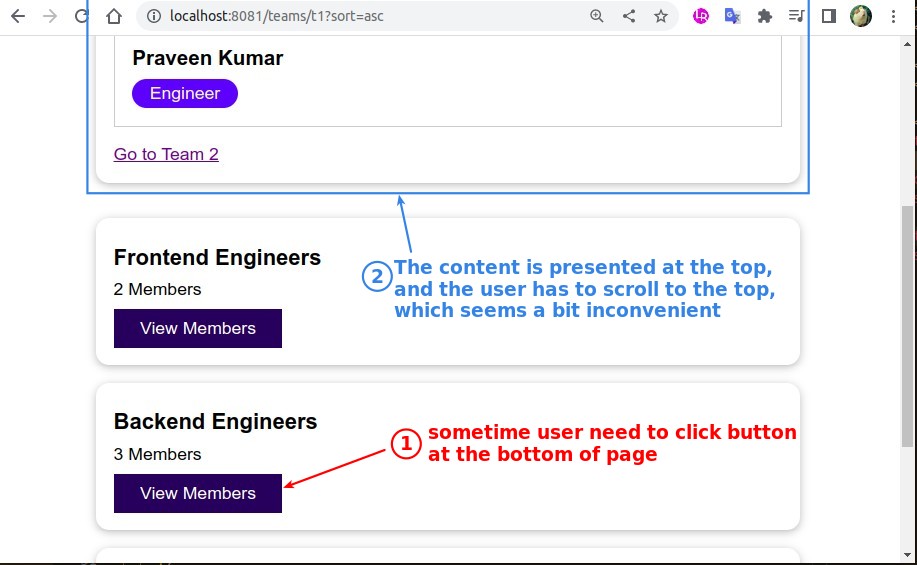 localhost:8081/teams/t1?sort=asc
Praveen Kumar
Engineer
Go to Team 2
Frontend Engineers
2 Members
View Members
2 The content is presented at the top,
and the user has to scroll to the top,
which seems a bit inconvenient
Backend Engineers
3 Members
View Members
1 sometime user need to click button
at the bottom of page